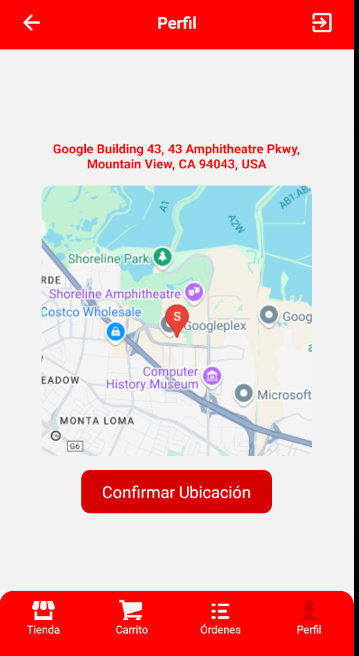 Perfil
Google Building 43, 43 Amphitheatre Pkwy,
Mountain View, CA 94043, USA
A1
A2W
AB1:AB
Shoreline Park
RDE
Shoreline Amphitheatre
Costco Wholesale
S
Googleplex
Goog
Computer
History Museum
EADOW
Microsoft
MONTA LOMA
G6
Confirmar Ubicación
Tienda
Carrito
Órdenes
Perfil